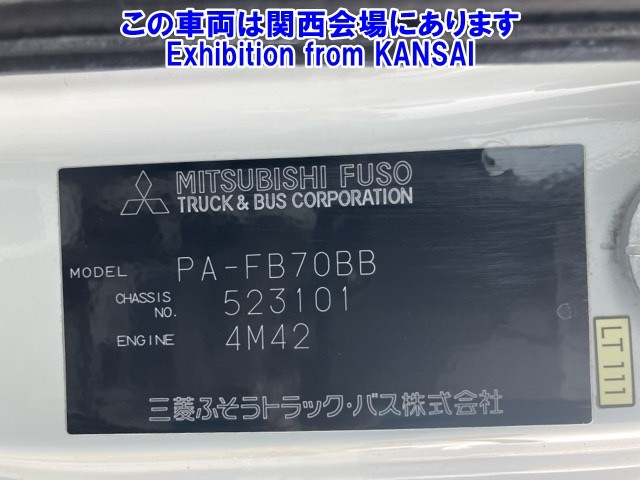 この車両は関西会場にあります
Exhibition from KANSAI
MITSUBISHI FUSO
TRUCK & BUS CORPORATION
MODEL PA-FB70BB
CHASSIS NO. 523101
ENGINE 4M42
三菱ふそうトラック・バス株式会社
LT 111